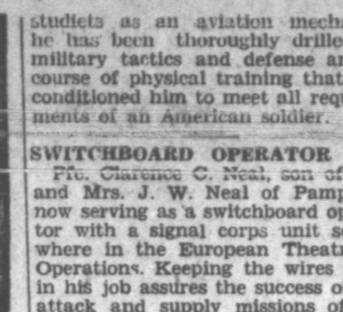 studies as an aviation mech
he has been thoroughly drille
military tactics and defense an
course of physical training that
conditioned him to meet all requ
ments of an American soldier.
SWITCHBOARD OPERATOR
Pfc. Clarence C. Neal, son of
and Mrs. J. W. Neal of Pamp
now serving as a switchboard op
tor with a signal corps unit s
where in the European Theatr
Operations. Keeping the wires
in his job assures the success o
attack and supply missions of